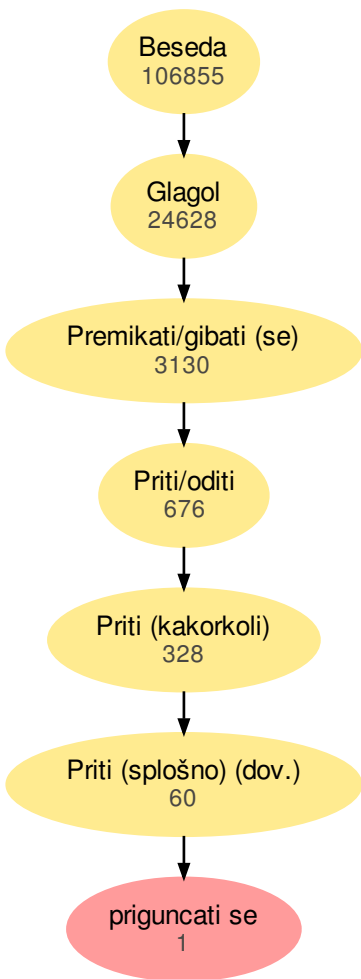 Beseda
106855
Glagol
24628
Premikati/gibati (se)
3130
Priti/oditi
676
Priti (kakorkoli)
328
Priti (splošno) (dov.)
60
priguncati se
1